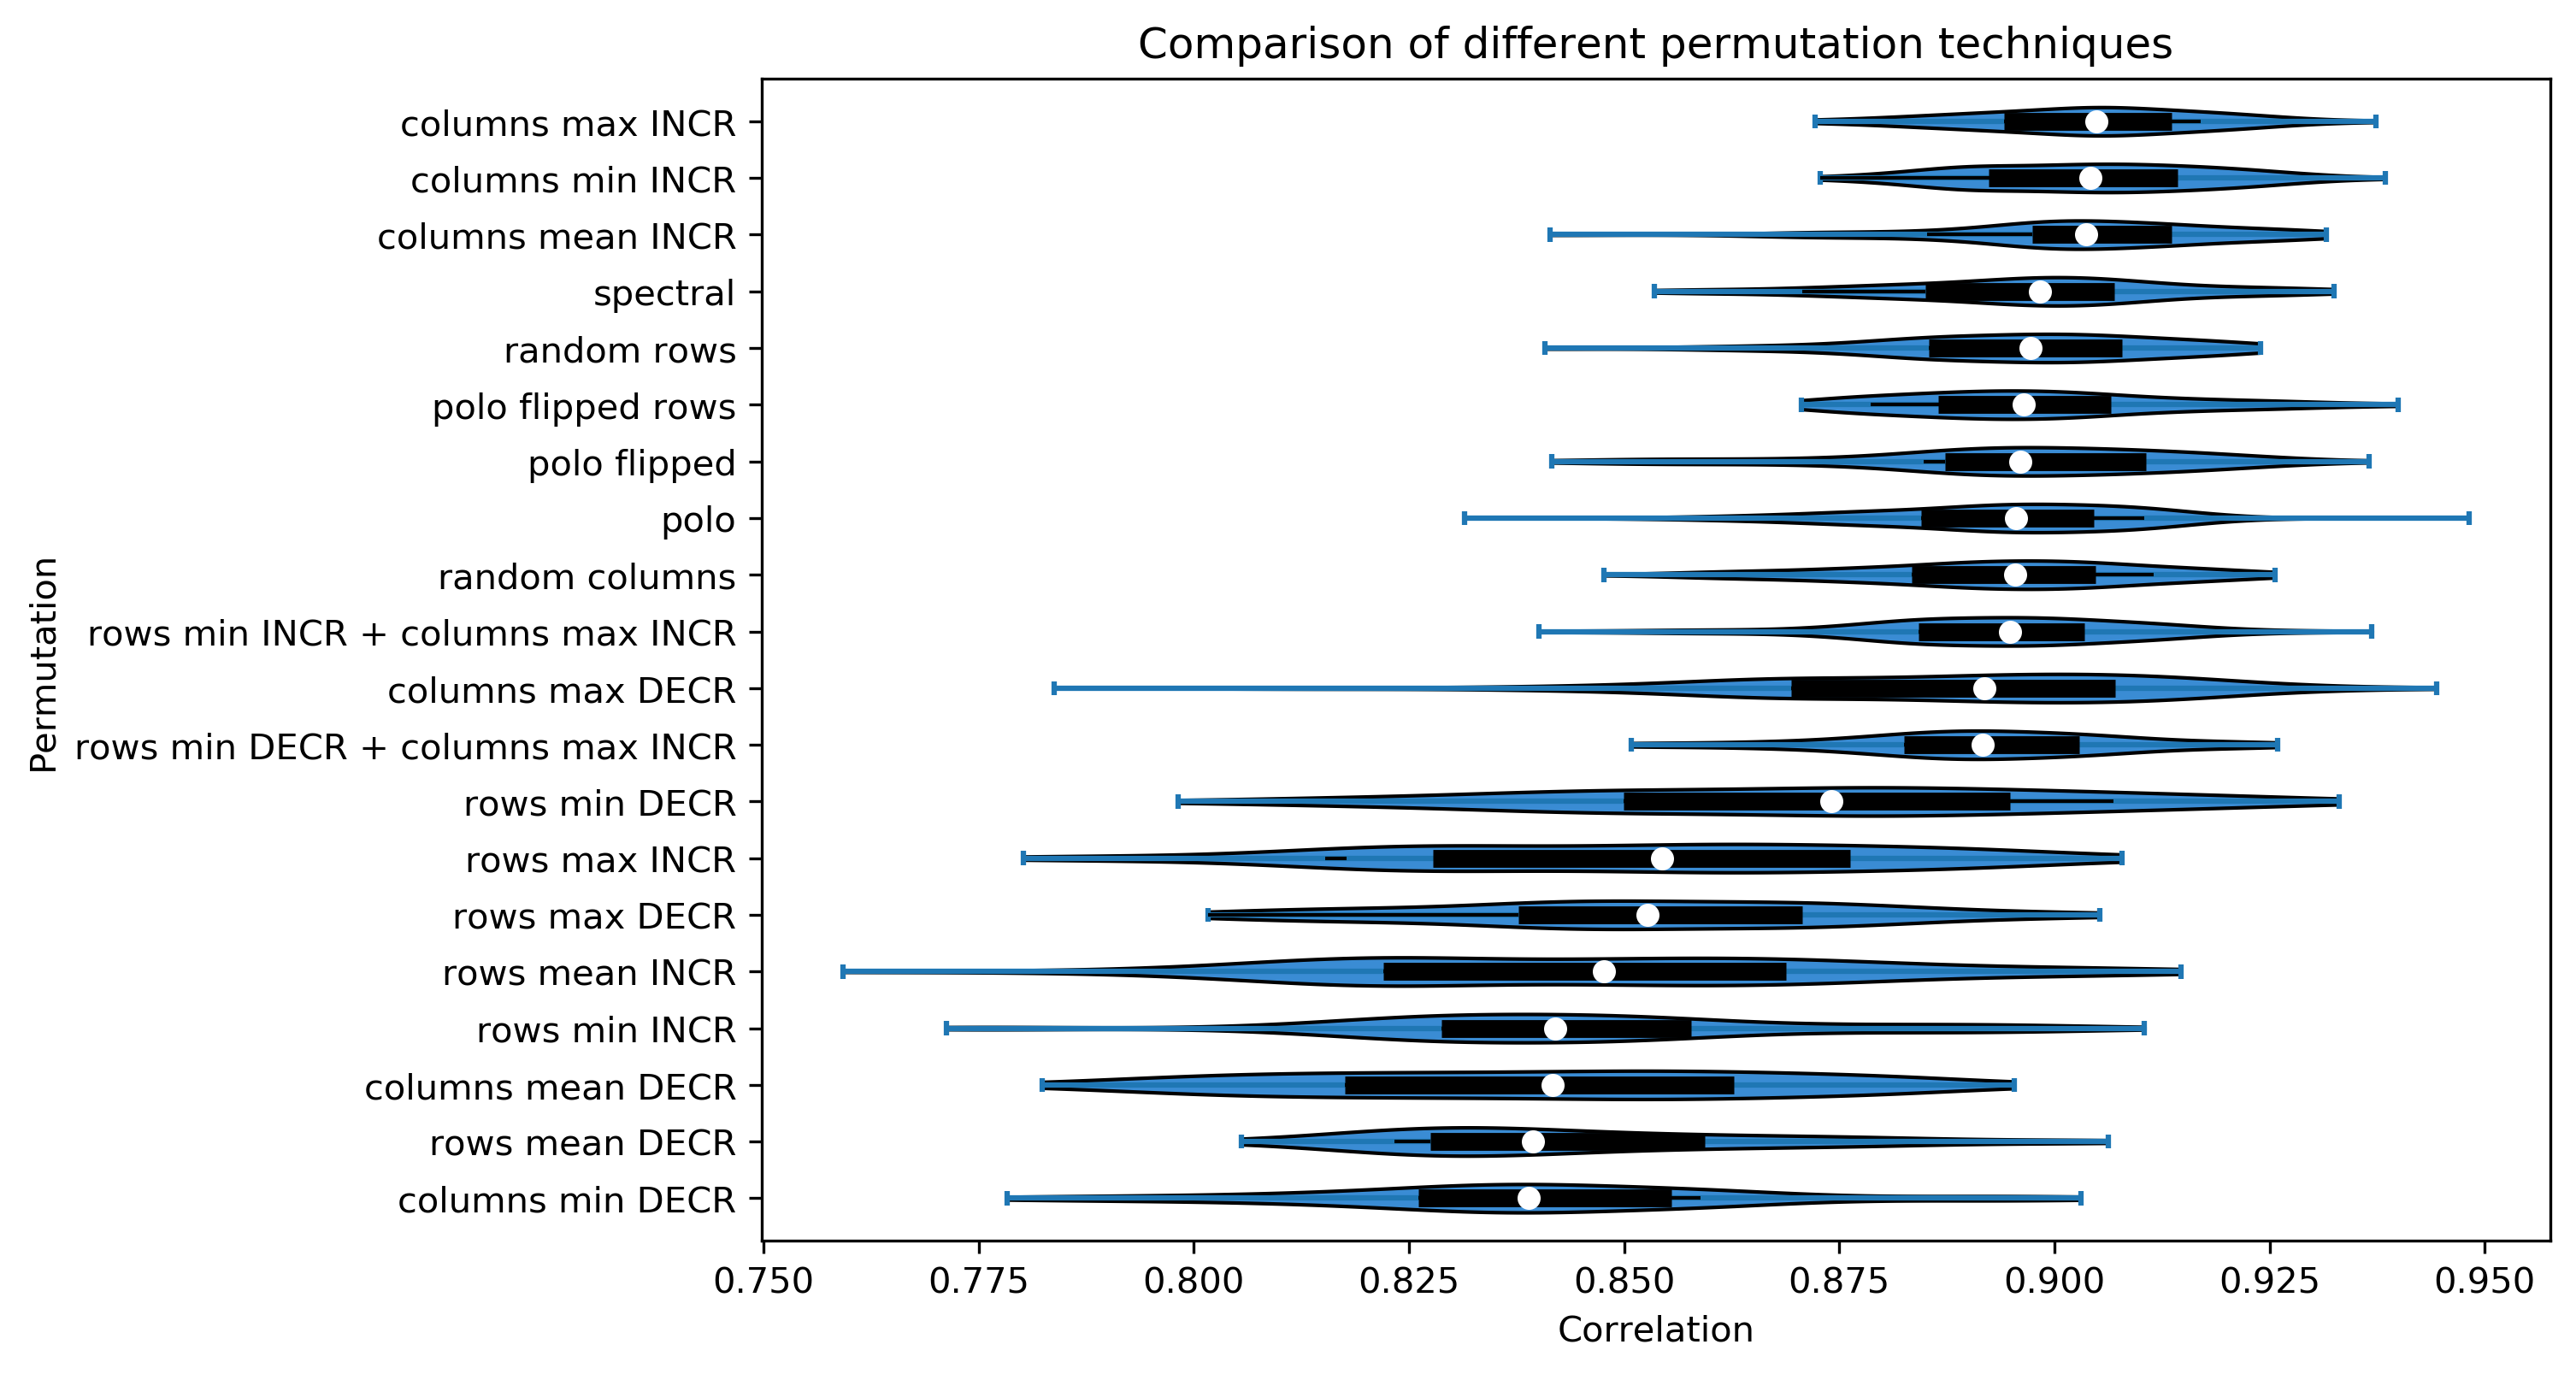 Comparison of different permutation techniques
Permutation
columns max INCR
columns min INCR
columns mean INCR
spectral
random rows
polo flipped rows
polo flipped
polo
random columns
rows min INCR + columns max INCR
columns max DECR
rows min DECR + columns max INCR
rows min DECR
rows max INCR
rows max DECR
rows mean INCR
rows min INCR
columns mean DECR
rows mean DECR
columns min DECR
0.750 0.775 0.800 0.825 0.850 0.875 0.900 0.925 0.950
Correlation